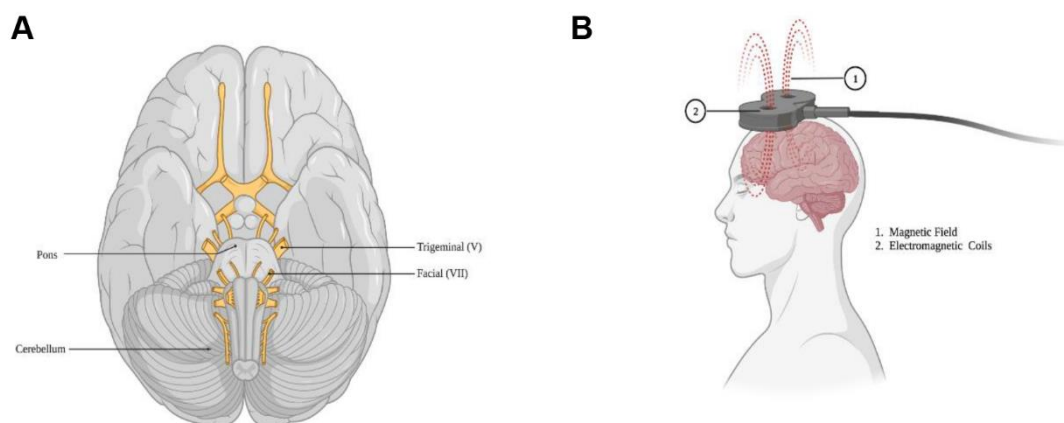 A
Pons
Cerebellum
Trigeminal (V)
Facial (VII)
B
1
2
1. Magnetic Field
2. Electromagnetic Coils